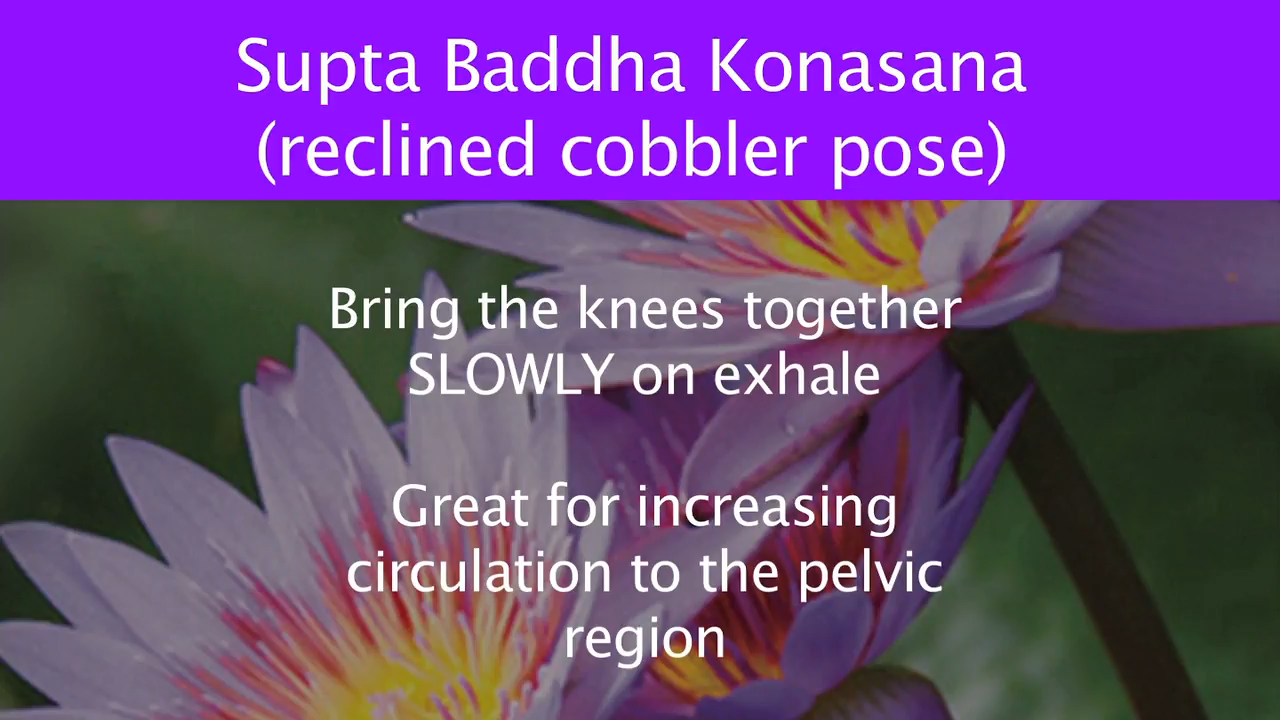 Supta Baddha Konasana
(reclined cobbler pose)
Bring the knees together
SLOWLY on exhale
Great for increasing
circulation to the pelvic
region